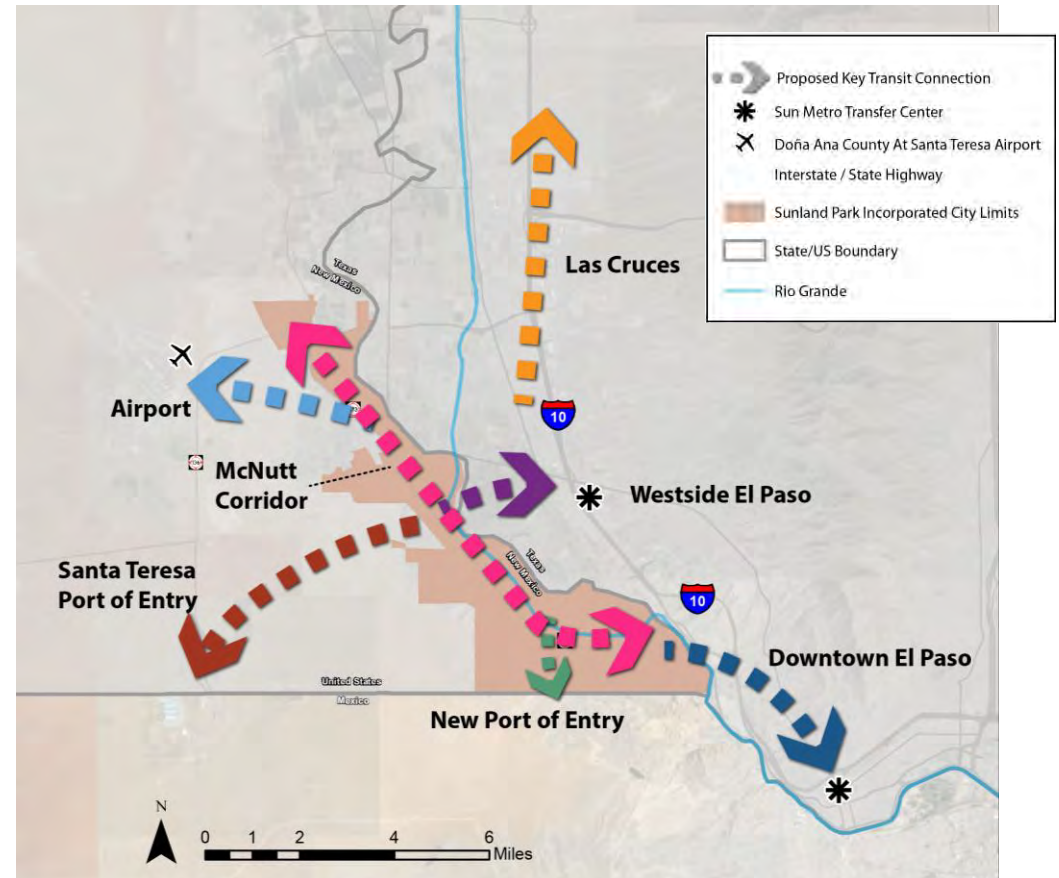 Proposed Key Transit Connection
Sun Metro Transfer Center
Doña Ana County At Santa Teresa Airport
Interstate / State Highway
Sunland Park Incorporated City Limits
State/US Boundary
Rio Grande
Las Cruces
Texas
New Mexico
10
Airport
McNutt
Corridor
Westside El Paso
Texas
New Mexico
Santa Teresa
Port of Entry
10
Downtown El Paso
United States
Mexico
New Port of Entry
N
0 1 2 4 6
Miles